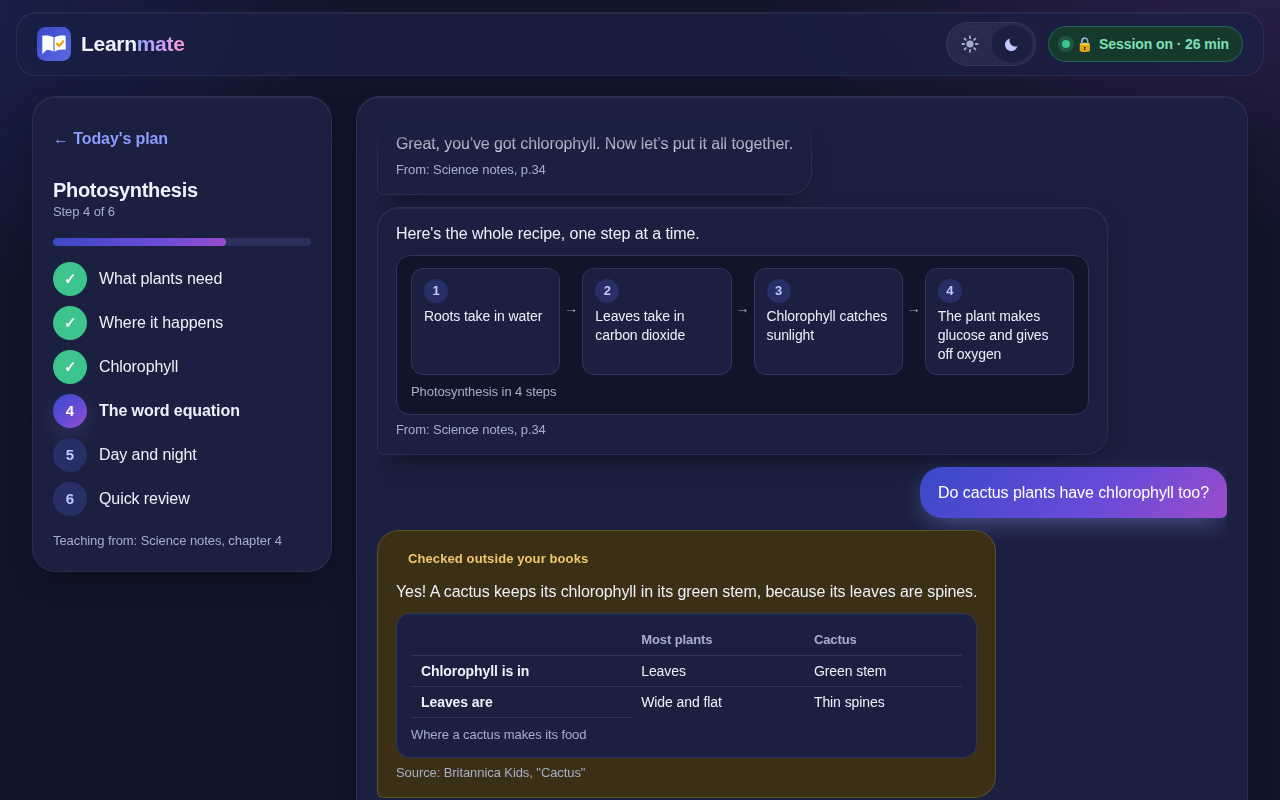 Learnmate
Session on · 26 min
← Today's plan
Photosynthesis
Step 4 of 6
✓ What plants need
✓ Where it happens
✓ Chlorophyll
4 The word equation
5 Day and night
6 Quick review
Teaching from: Science notes, chapter 4
Great, you've got chlorophyll. Now let's put it all together.
From: Science notes, p.34
Here's the whole recipe, one step at a time.
1
Roots take in water
→
2
Leaves take in
carbon dioxide
→
3
Chlorophyll catches
sunlight
→
4
The plant makes
glucose and gives
off oxygen
Photosynthesis in 4 steps
From: Science notes, p.34
Do cactus plants have chlorophyll too?
Checked outside your books
Yes! A cactus keeps its chlorophyll in its green stem, because its leaves are spines.
Most plants Cactus
Chlorophyll is in Leaves Green stem
Leaves are Wide and flat Thin spines
Where a cactus makes its food
Source: Britannica Kids, "Cactus"